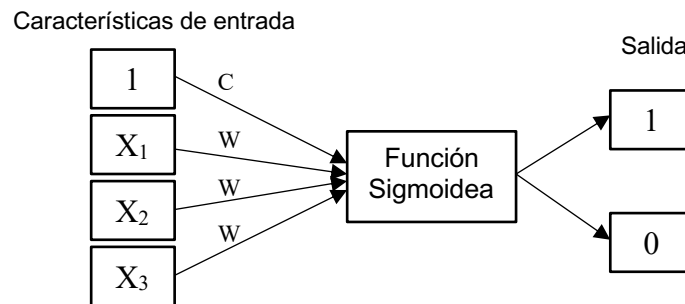 Características de entrada
Salida
1
C
1
X₁
W
Función
Sigmoidea
W
X₂
0
W
X₃